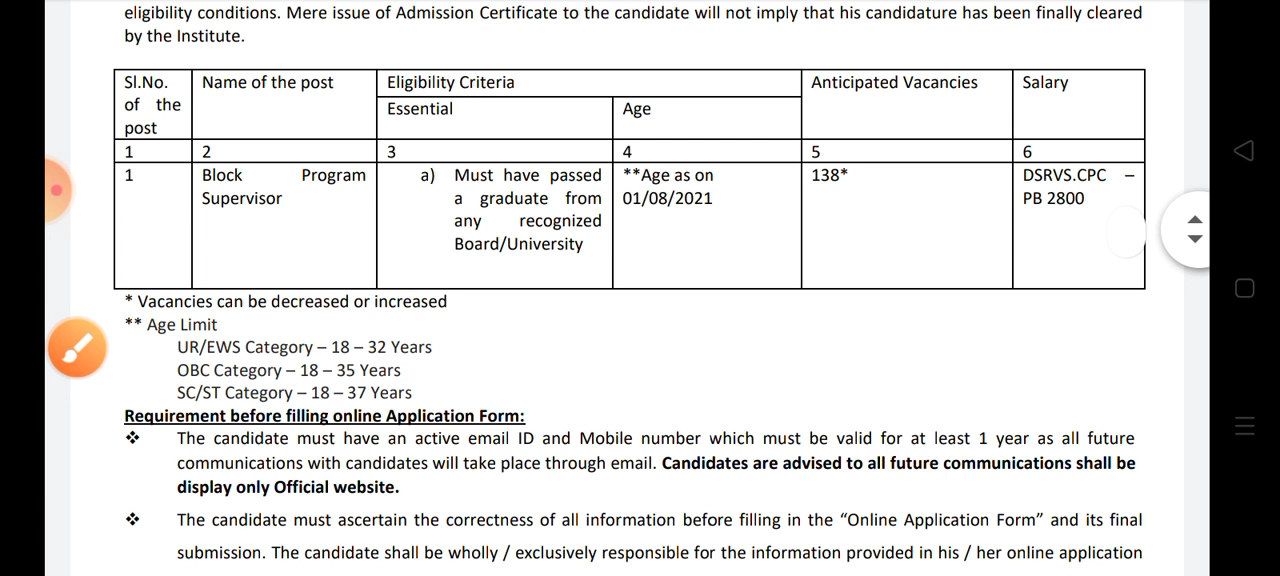 eligibility conditions. Mere issue of Admission Certificate to the candidate will not imply that his candidature has been finally cleared
by the Institute.
Sl.No. of the post
Name of the post
Eligibility Criteria
Essential
Age
Anticipated Vacancies
Salary
1 2 3 4 5 6
1
Block Program
Supervisor
a) Must have passed
a graduate from
any recognized
Board/University
**Age as on
01/08/2021
138*
DSRVS.CPC –
PB 2800
* Vacancies can be decreased or increased
** Age Limit
UR/EWS Category – 18 – 32 Years
OBC Category – 18 – 35 Years
SC/ST Category – 18 – 37 Years
Requirement before filling online Application Form:
❖ The candidate must have an active email ID and Mobile number which must be valid for at least 1 year as all future
communications with candidates will take place through email. Candidates are advised to all future communications shall be
display only Official website.
❖ The candidate must ascertain the correctness of all information before filling in the “Online Application Form” and its final
submission. The candidate shall be wholly / exclusively responsible for the information provided in his / her online application